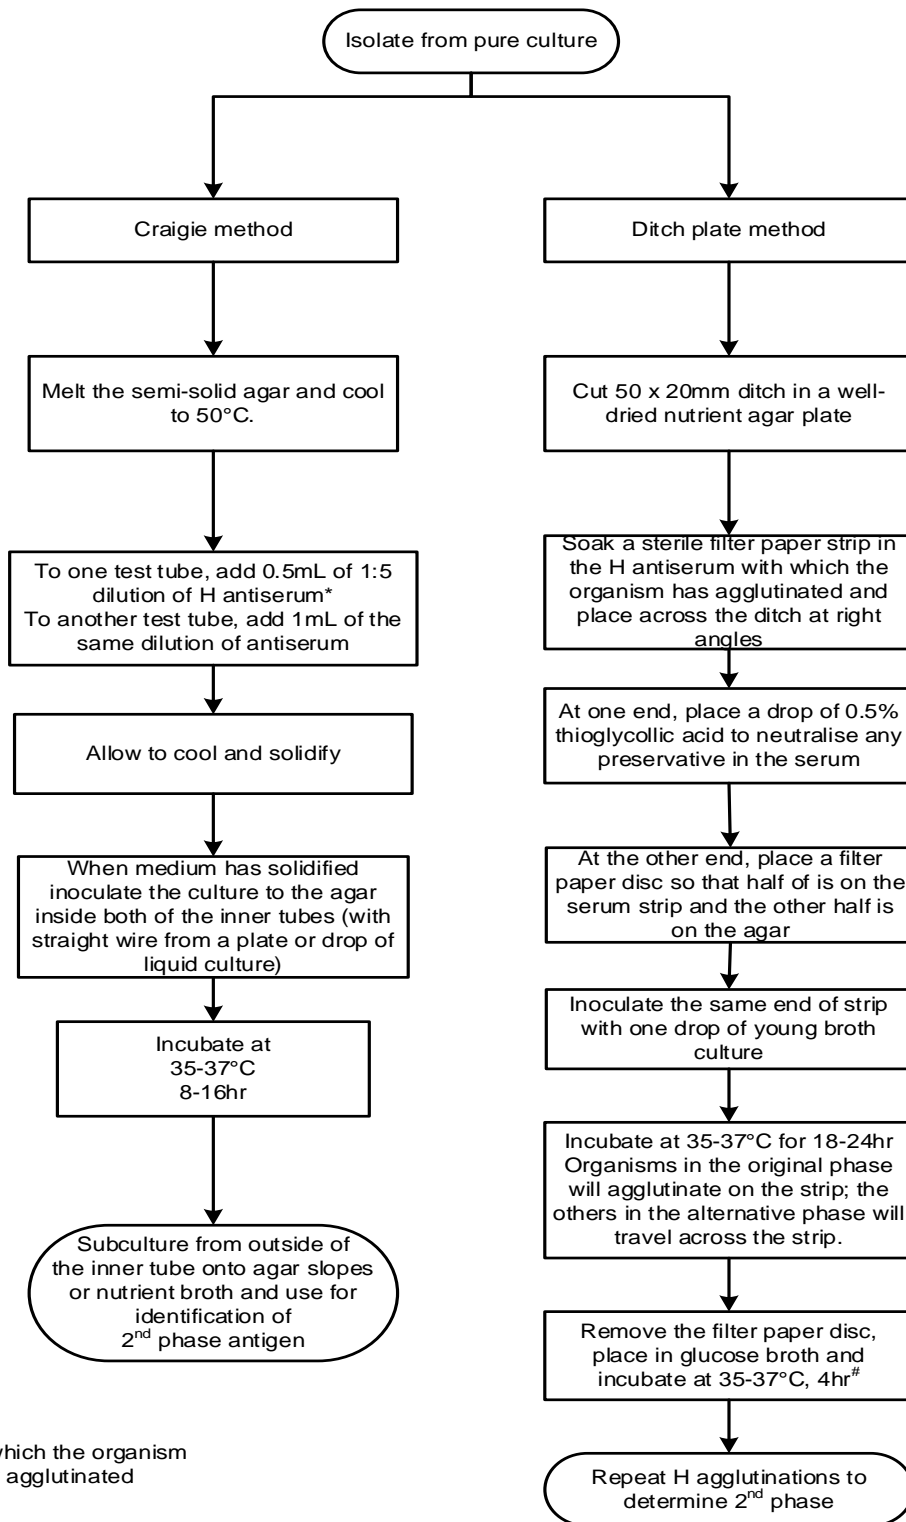 Isolate from pure culture
Craigie method
Melt the semi-solid agar and cool
to 50°C.
To one test tube, add 0.5mL of 1:5
dilution of H antiserum*
To another test tube, add 1mL of the
same dilution of antiserum
Allow to cool and solidify
When medium has solidified
inoculate the culture to the agar
inside both of the inner tubes (with
straight wire from a plate or drop of
liquid culture)
Incubate at
35-37°C
8-16hr
Subculture from outside of
the inner tube onto agar slopes
or nutrient broth and use for
identification of
2nd phase antigen
Ditch plate method
Cut 50 x 20mm ditch in a well-
dried nutrient agar plate
Soak a sterile filter paper strip in
the H antiserum with which the
organism has agglutinated and
place across the ditch at right
angles
At one end, place a drop of 0.5%
thioglycollic acid to neutralise any
preservative in the serum
At the other end, place a filter
paper disc so that half of is on the
serum strip and the other half is
on the agar
Inoculate the same end of strip
with one drop of young broth
culture
Incubate at 35-37°C for 18-24hr
Organisms in the original phase
will agglutinate on the strip; the
others in the alternative phase will
travel across the strip.
Remove the filter paper disc,
place in glucose broth and
incubate at 35-37°C, 4hr#
Repeat H agglutinations to
determine 2nd phase
which the organism
agglutinated